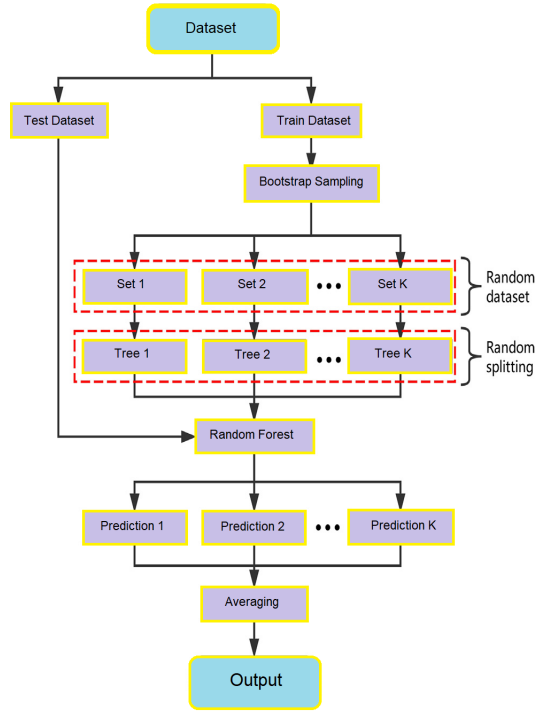 Dataset
Test Dataset
Train Dataset
Bootstrap Sampling
Set 1
Set 2
Set K
Random
dataset
Tree 1
Tree 2
Tree K
Random
splitting
Random Forest
Prediction 1
Prediction 2
Prediction K
Averaging
Output